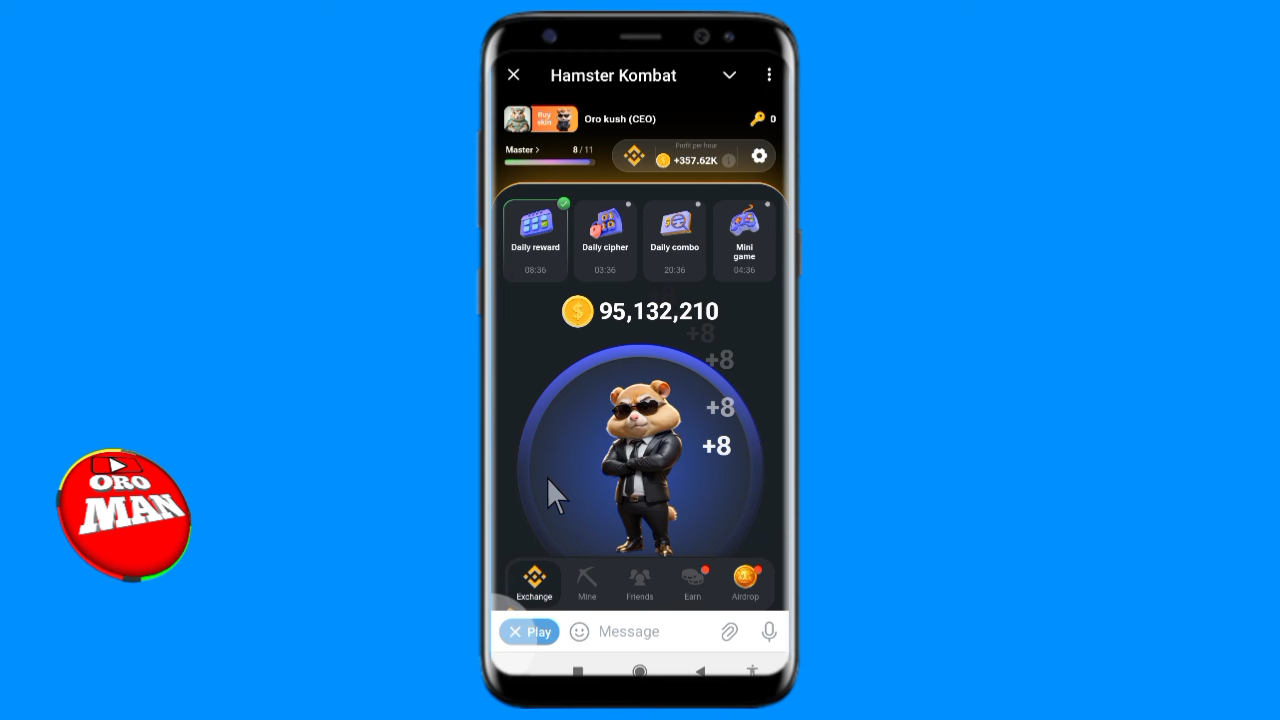 Hamster Kombat
Buy
skin
Oro kush (CEO)
0
Master >
8 / 11
Profit per hour
+357.62K
Daily reward
08:36
Daily cipher
03:36
Daily combo
20:36
Mini
game
04:36
95,132,210
+8
+8
+8
+8
ORO
MAN
Exchange
Mine
Friends
Earn
Airdrop
Play
Message